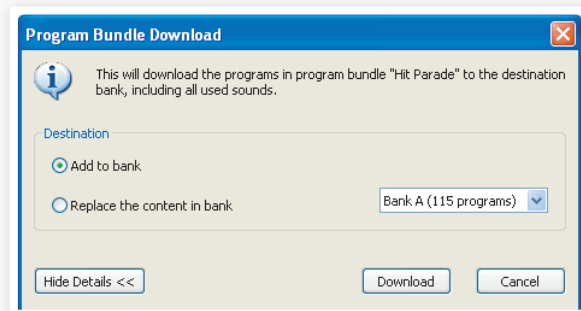 Program Bundle Download
This will download the programs in program bundle "Hit Parade" to the destination
bank, including all used sounds.
Destination
Add to bank
Replace the content in bank
Bank A (115 programs)
Hide Details <<
Download
Cancel